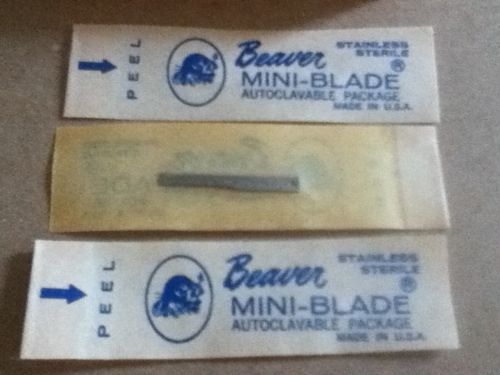 PEEL
Beaver
STAINLESS
STERILE
MINI-BLADE®
AUTOCLAVABLE PACKAGE
MADE IN U.S.A.
PEEL
Beaver
STAINLESS
STERILE
MINI-BLADE®
AUTOCLAVABLE PACKAGE
MADE IN U.S.A.